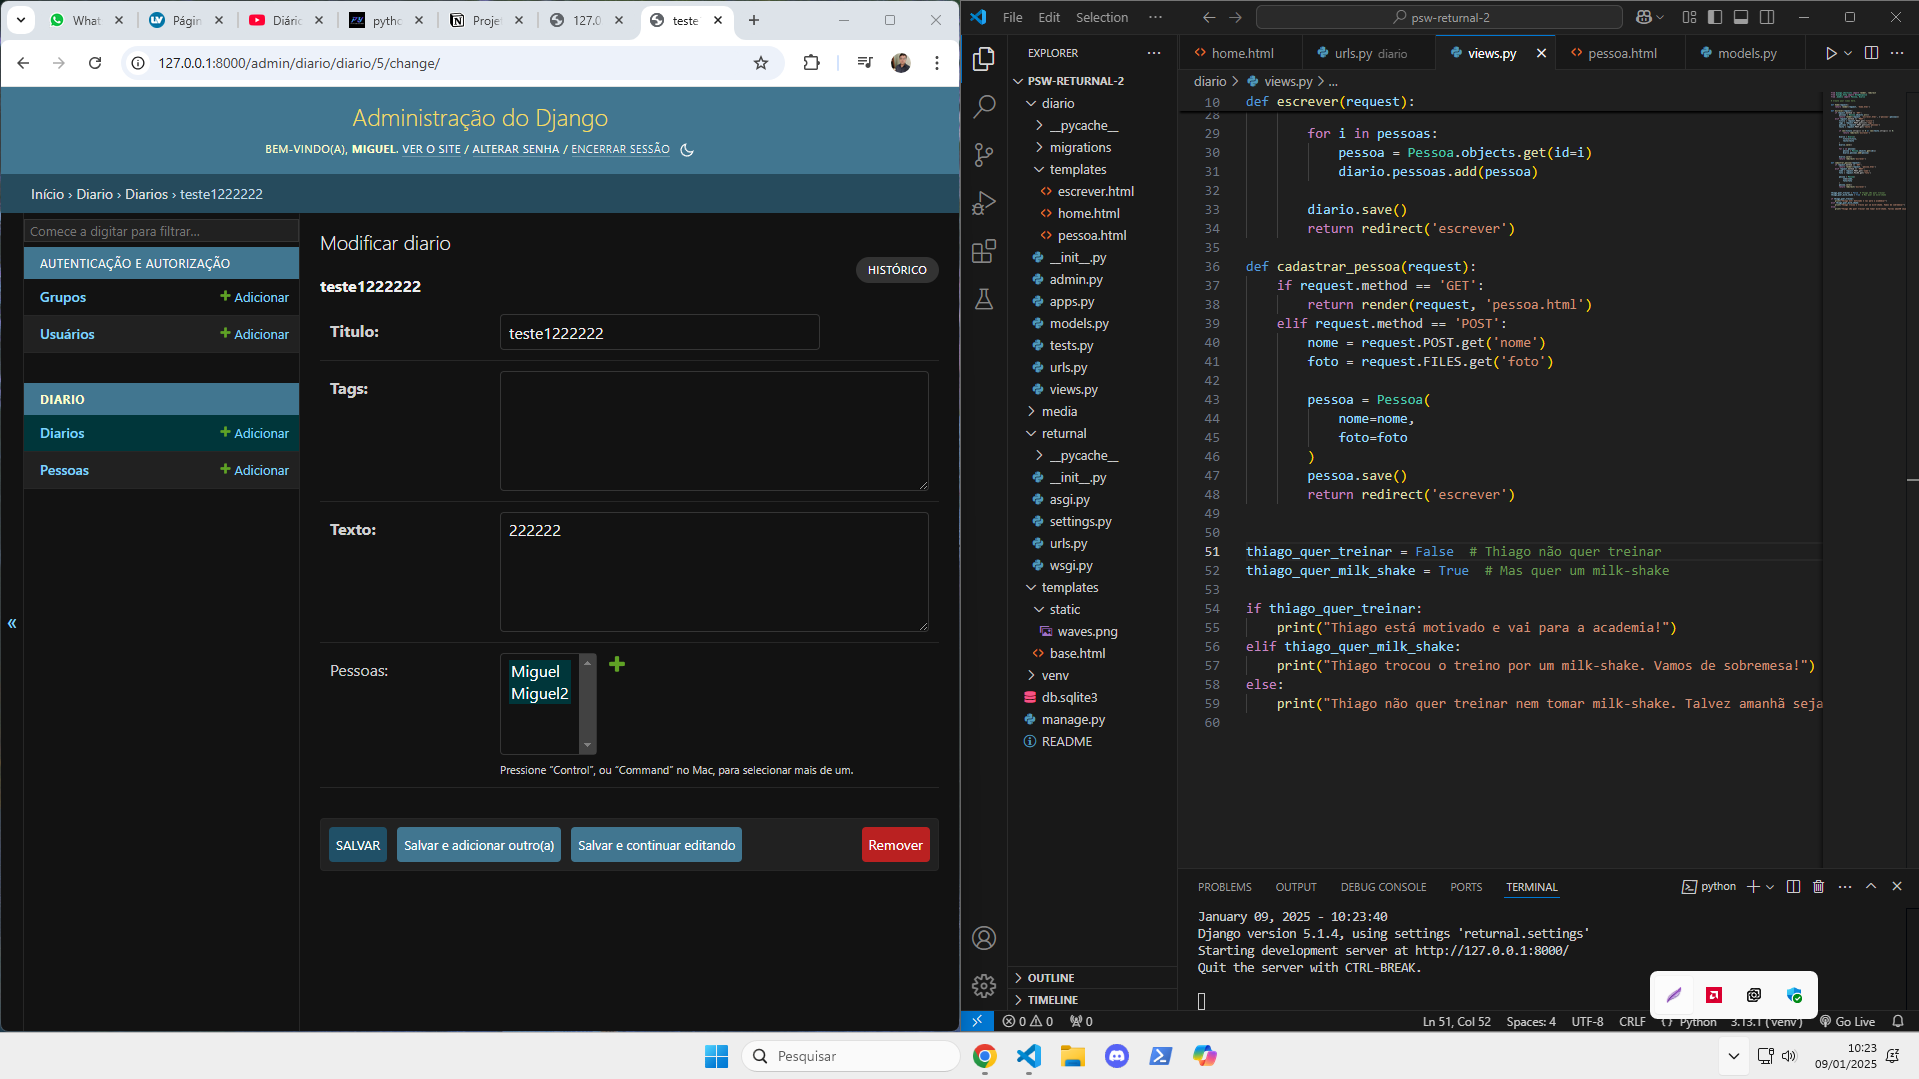 What
Págin
Diáric
pytho
Proje
127.0
teste
127.0.0.1:8000/admin/diario/diario/5/change/
Administração do Django
BEM-VINDO(A), MIGUEL. VER O SITE / ALTERAR SENHA / ENCERRAR SESSÃO
Início › Diario › Diarios › teste1222222
Comece a digitar para filtrar...
AUTENTICAÇÃO E AUTORIZAÇÃO
Grupos Adicionar
Usuários Adicionar
DIARIO
Diarios Adicionar
Pessoas Adicionar
«
Modificar diario
HISTÓRICO
teste1222222
Titulo: teste1222222
Tags:
Texto: 222222
Pessoas:
Miguel
Miguel2
Pressione “Control”, ou “Command” no Mac, para selecionar mais de um.
SALVAR Salvar e adicionar outro(a) Salvar e continuar editando Remover
File Edit Selection ··· psw-returnal-2
EXPLORER
PSW-RETURNAL-2
diario
__pycache__
migrations
templates
escrever.html
home.html
pessoa.html
__init__.py
admin.py
apps.py
models.py
tests.py
urls.py
views.py
media
returnal
__pycache__
__init__.py
asgi.py
settings.py
urls.py
wsgi.py
templates
static
waves.png
base.html
venv
db.sqlite3
manage.py
README
OUTLINE
TIMELINE
home.html urls.py diario views.py pessoa.html models.py
diario > views.py > ...
10 def escrever(request):
28
29 for i in pessoas:
30 pessoa = Pessoa.objects.get(id=i)
31 diario.pessoas.add(pessoa)
32
33 diario.save()
34 return redirect('escrever')
35
36 def cadastrar_pessoa(request):
37 if request.method == 'GET':
38 return render(request, 'pessoa.html')
39 elif request.method == 'POST':
40 nome = request.POST.get('nome')
41 foto = request.FILES.get('foto')
42
43 pessoa = Pessoa(
44 nome=nome,
45 foto=foto
46 )
47 pessoa.save()
48 return redirect('escrever')
49
50
51 thiago_quer_treinar = False # Thiago não quer treinar
52 thiago_quer_milk_shake = True # Mas quer um milk-shake
53
54 if thiago_quer_treinar:
55 print("Thiago está motivado e vai para a academia!")
56 elif thiago_quer_milk_shake:
57 print("Thiago trocou o treino por um milk-shake. Vamos de sobremesa!")
58 else:
59 print("Thiago não quer treinar nem tomar milk-shake. Talvez amanhã seja
60
PROBLEMS OUTPUT DEBUG CONSOLE PORTS TERMINAL python
January 09, 2025 - 10:23:40
Django version 5.1.4, using settings 'returnal.settings'
Starting development server at http://127.0.0.1:8000/
Quit the server with CTRL-BREAK.
0 0 0 Ln 51, Col 52 Spaces: 4 UTF-8 CRLF Python 3.13.1 ('venv') Go Live
Pesquisar
10:23
09/01/2025